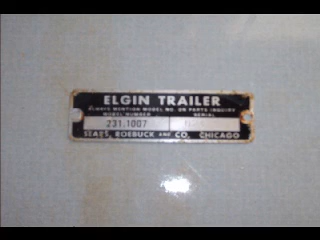 ELGIN TRAILER
ALWAYS MENTION MODEL NO. ON PARTS INQUIRY
MODEL NUMBER SERIAL
231.1007
SEARS, ROEBUCK AND CO. CHICAGO